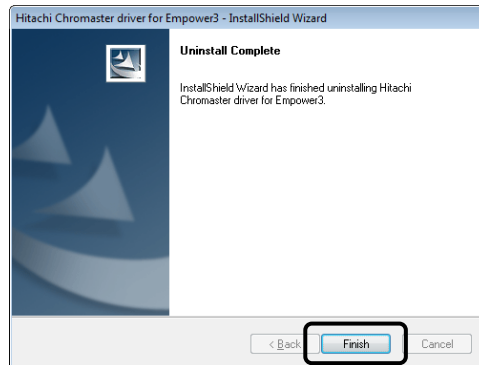 Hitachi Chromaster driver for Empower3 - InstallShield Wizard
Uninstall Complete
InstallShield Wizard has finished uninstalling Hitachi
Chromaster driver for Empower3.
< Back
Finish
Cancel